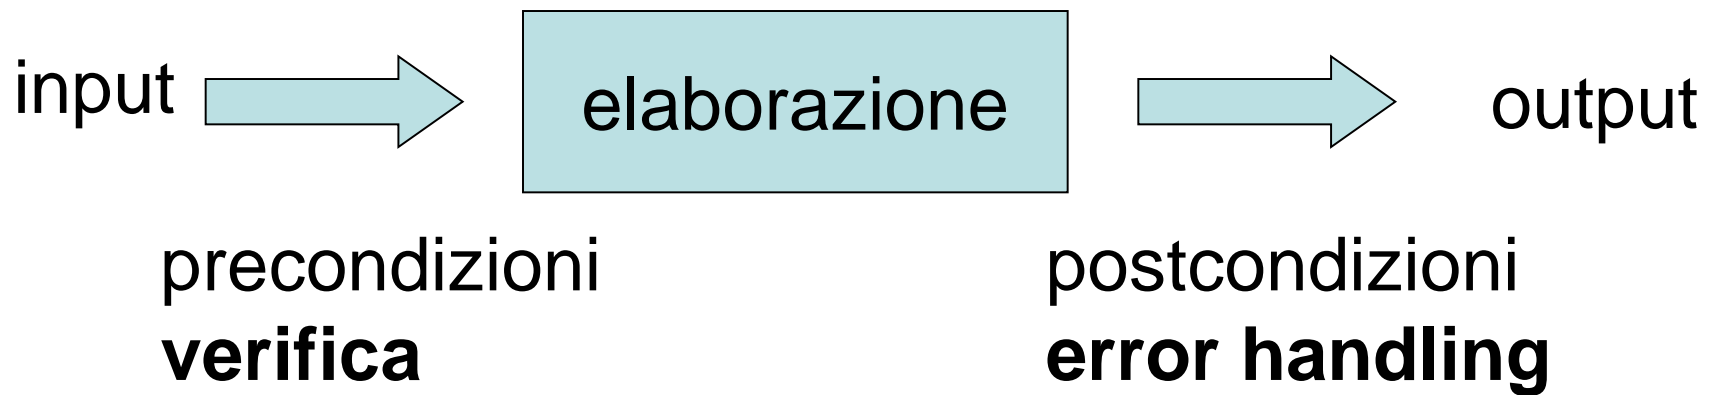 input
elaborazione
output
precondizioni
verifica
postcondizioni
error handling